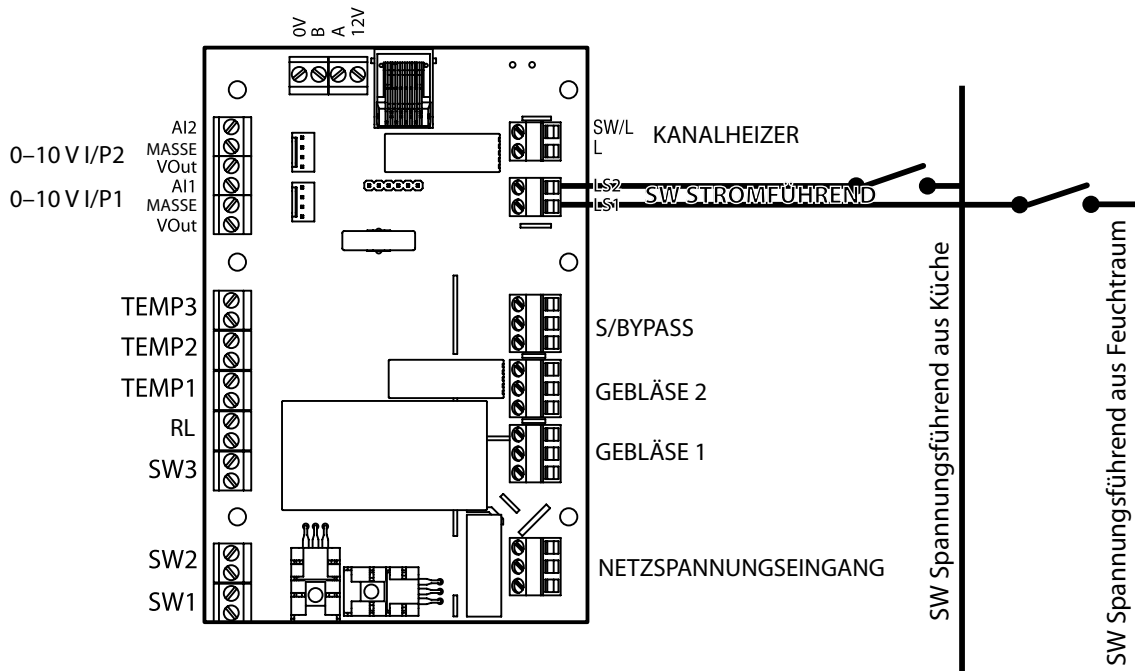 0V
B
A
12V
AI2
MASSE
VOut
AI1
MASSE
VOut
0–10 V I/P2
0–10 V I/P1
TEMP3
TEMP2
TEMP1
RL
SW3
SW2
SW1
SW/L
L
KANALHEIZER
LS2
LS1
SW STROMFÜHREND
S/BYPASS
GEBLÄSE 2
GEBLÄSE 1
NETZSPANNUNGSEINGANG
SW Spannungsführend aus Küche
SW Spannungsführend aus Feuchtraum